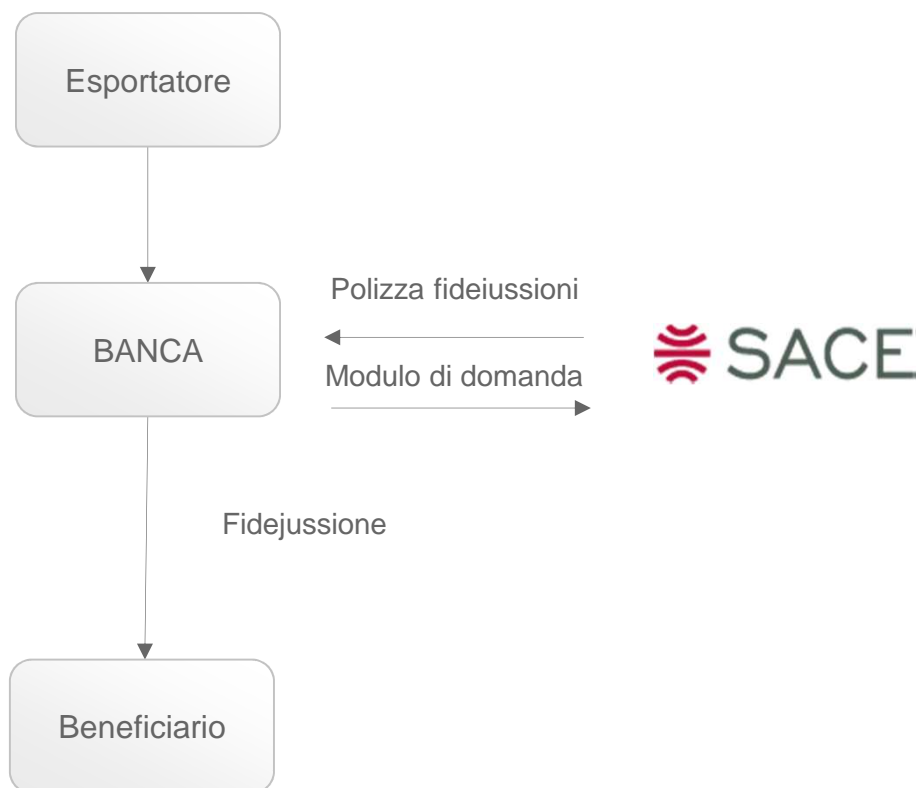 Esportatore
Polizza fideiussioni
BANCA
SACE
Modulo di domanda
Fidejussione
Beneficiario